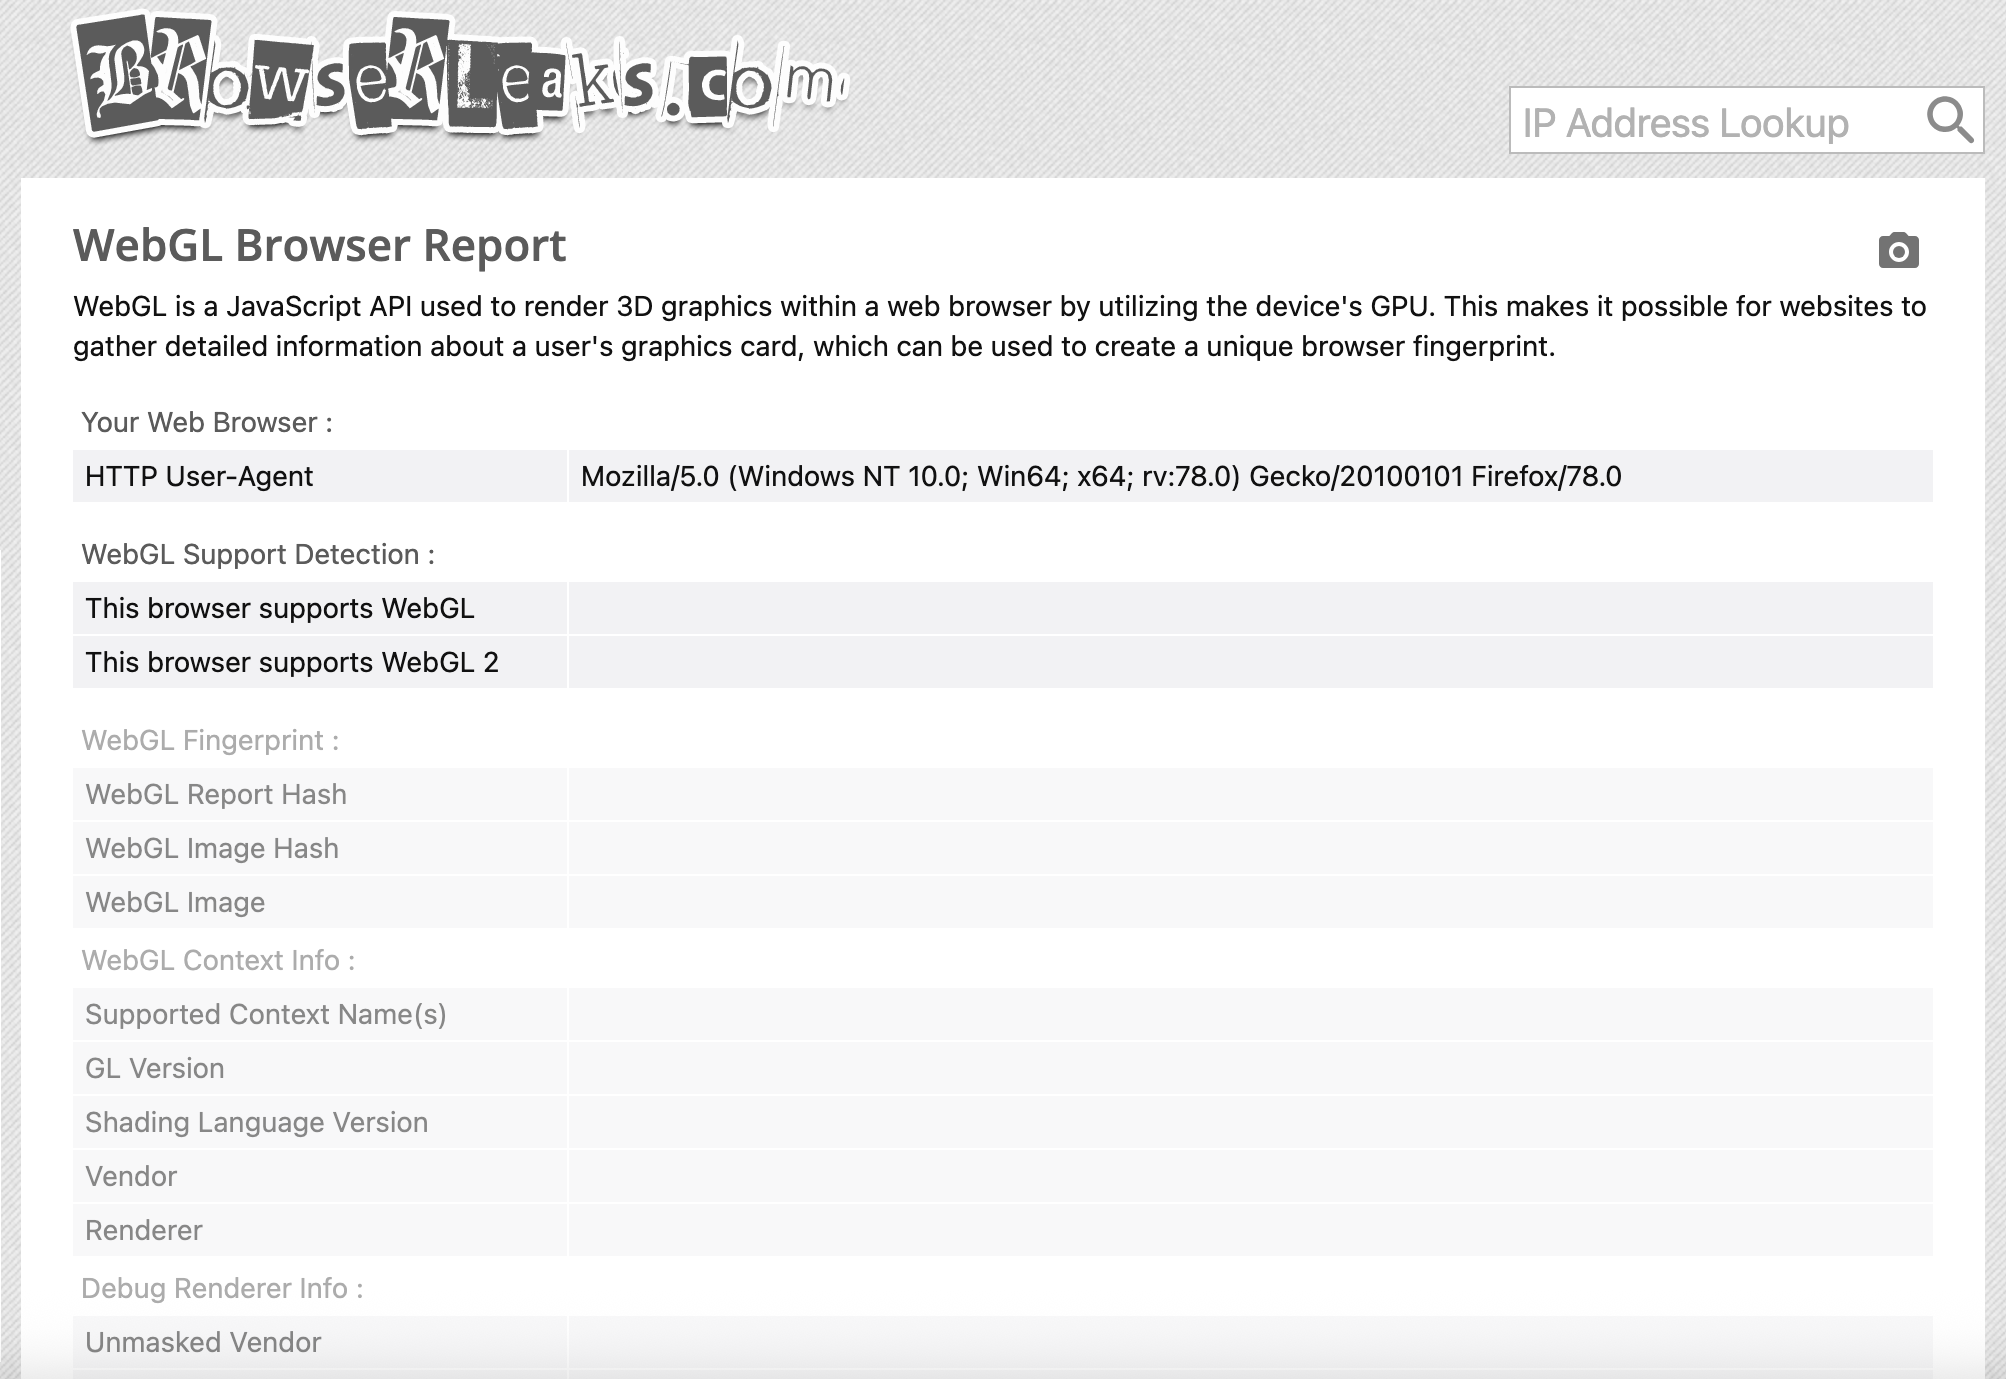 BRowseRLeaks.com
IP Address Lookup
WebGL Browser Report
WebGL is a JavaScript API used to render 3D graphics within a web browser by utilizing the device's GPU. This makes it possible for websites to
gather detailed information about a user's graphics card, which can be used to create a unique browser fingerprint.
Your Web Browser :
HTTP User-Agent Mozilla/5.0 (Windows NT 10.0; Win64; x64; rv:78.0) Gecko/20100101 Firefox/78.0
WebGL Support Detection :
This browser supports WebGL
This browser supports WebGL 2
WebGL Fingerprint :
WebGL Report Hash
WebGL Image Hash
WebGL Image
WebGL Context Info :
Supported Context Name(s)
GL Version
Shading Language Version
Vendor
Renderer
Debug Renderer Info :
Unmasked Vendor